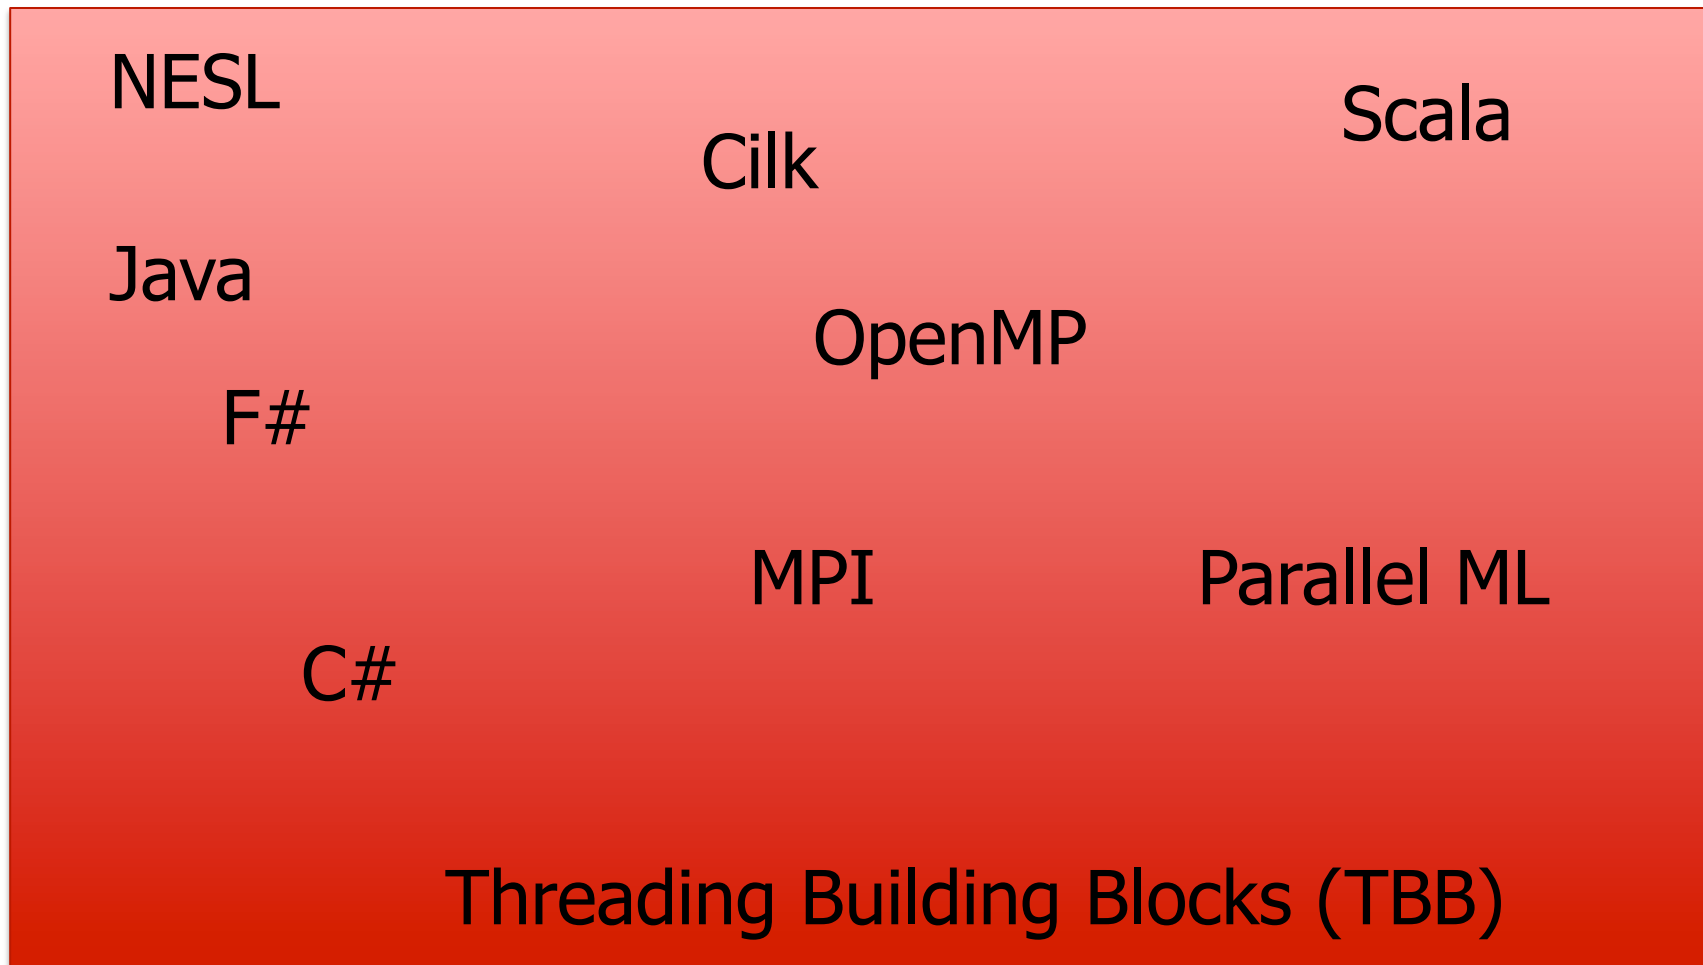 NESL
Scala
Cilk
Java
OpenMP
F#
MPI
Parallel ML
C#
Threading Building Blocks (TBB)